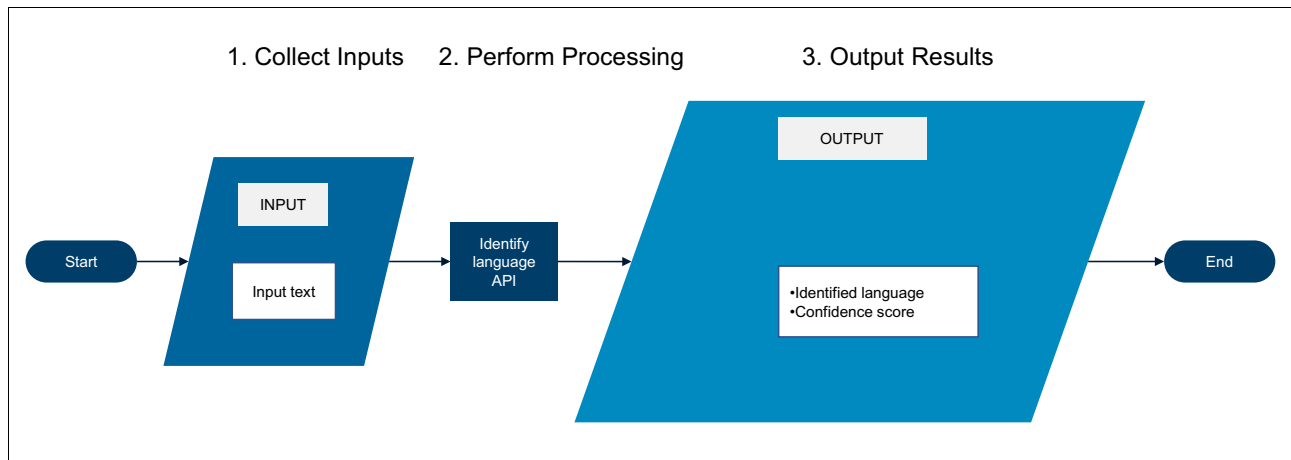 1. Collect Inputs
2. Perform Processing
3. Output Results
Start
INPUT
Input text
Identify
language
API
OUTPUT
•Identified language
•Confidence score
End